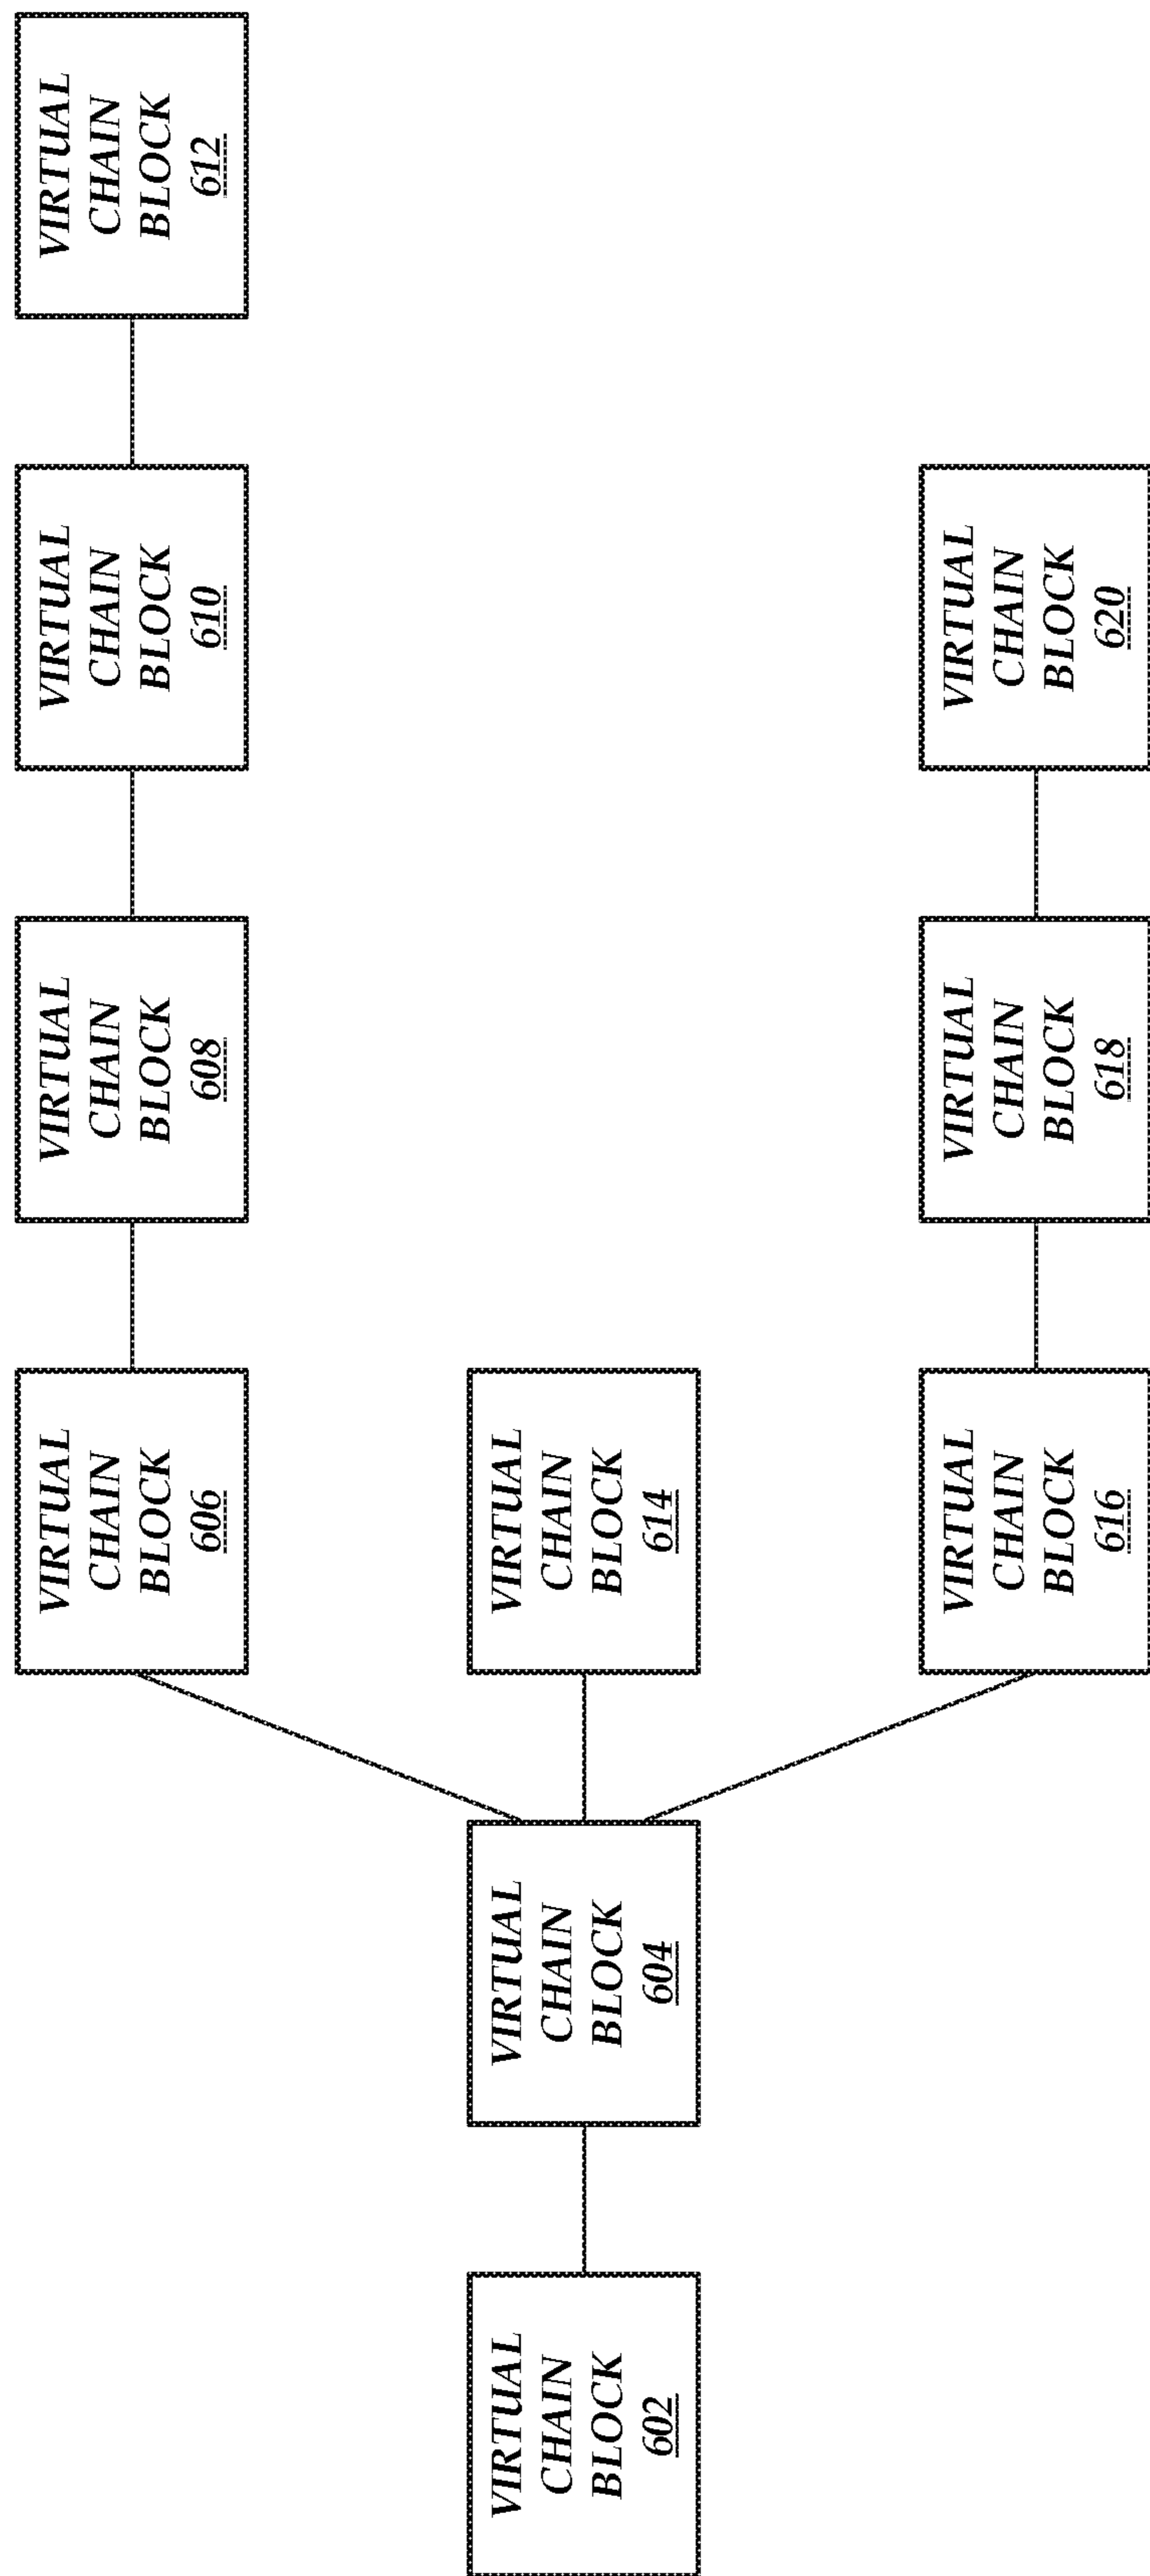 VIRTUAL
CHAIN
BLOCK
602
VIRTUAL
CHAIN
BLOCK
604
VIRTUAL
CHAIN
BLOCK
606
VIRTUAL
CHAIN
BLOCK
608
VIRTUAL
CHAIN
BLOCK
610
VIRTUAL
CHAIN
BLOCK
612
VIRTUAL
CHAIN
BLOCK
614
VIRTUAL
CHAIN
BLOCK
616
VIRTUAL
CHAIN
BLOCK
618
VIRTUAL
CHAIN
BLOCK
620